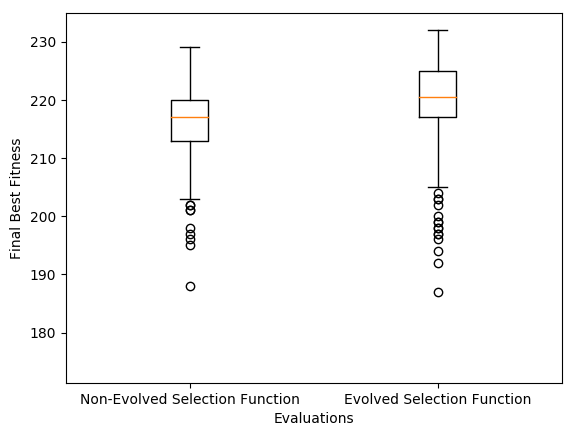 230
220
210
200
190
180
Final Best Fitness
Non-Evolved Selection Function
Evolved Selection Function
Evaluations